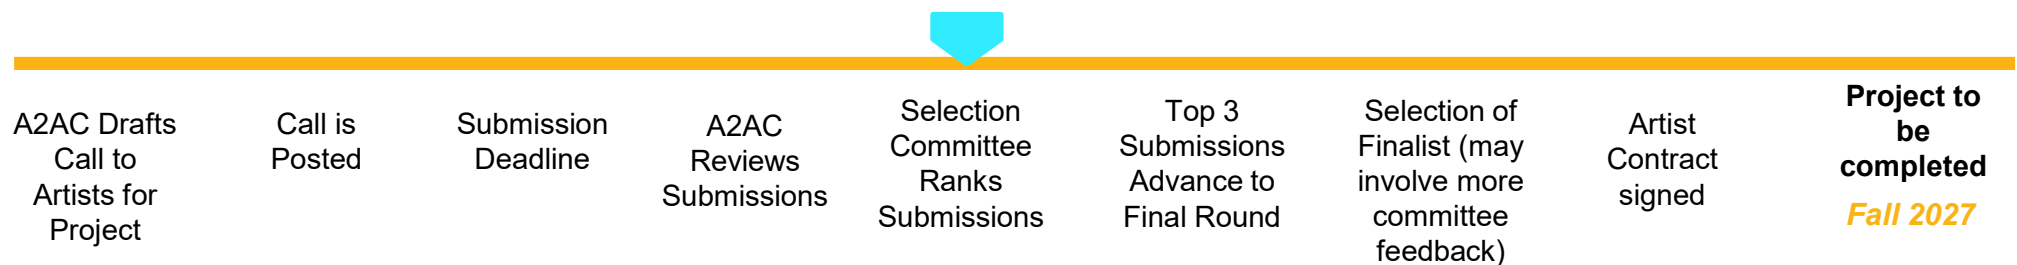 A2AC Drafts
Call to
Artists for
Project
Call is
Posted
Submission
Deadline
A2AC
Reviews
Submissions
Selection
Committee
Ranks
Submissions
Top 3
Submissions
Advance to
Final Round
Selection of
Finalist (may
involve more
committee
feedback)
Artist
Contract
signed
Project to
be
completed
Fall 2027